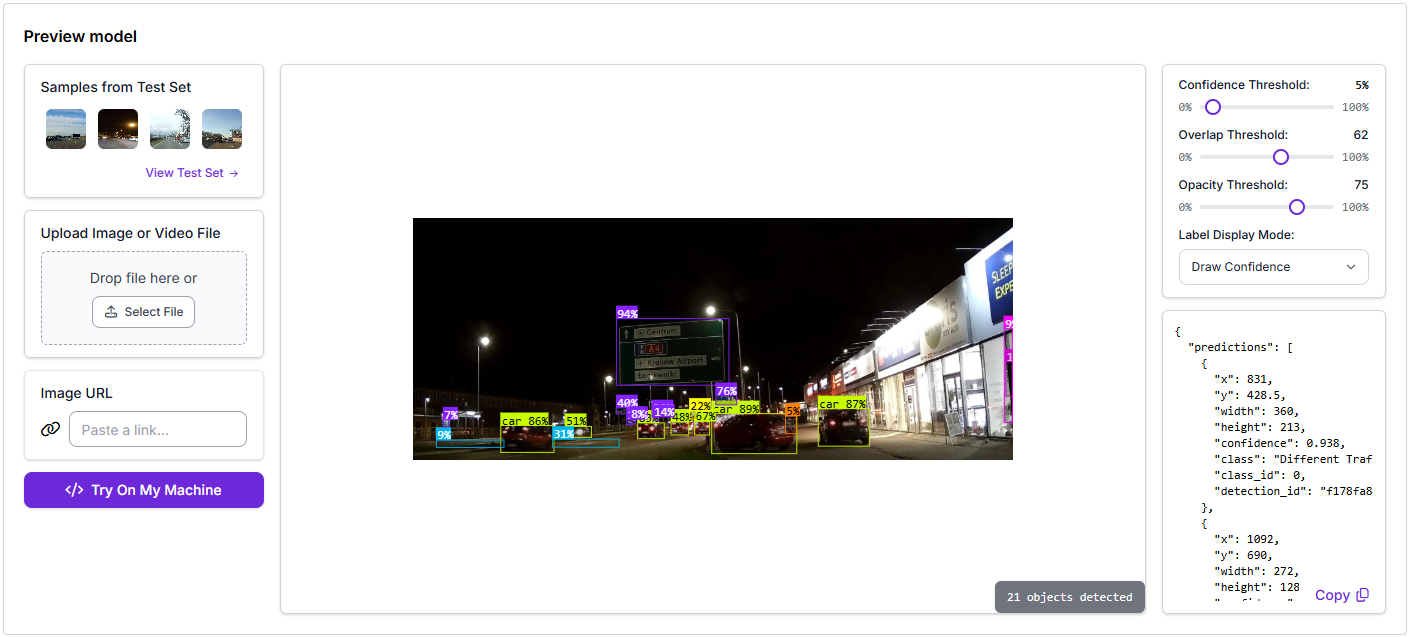 Preview model
Samples from Test Set
View Test Set →
Upload Image or Video File
Drop file here or
Select File
Image URL
Paste a link...
</> Try On My Machine
94%
Centrum
A4
Kraków Airport
Łagiewniki
SLEEP
EXPE
76%
40%
7%
8%
14%
48%
22%
67%
car 89%
5%
car 87%
car 86%
51%
9%
31%
21 objects detected
Confidence Threshold: 5%
0% 100%
Overlap Threshold: 62
0% 100%
Opacity Threshold: 75
0% 100%
Label Display Mode:
Draw Confidence
{
"predictions": [
{
"x": 831,
"y": 428.5,
"width": 360,
"height": 213,
"confidence": 0.938,
"class": "Different Traf
"class_id": 0,
"detection_id": "f178fa8
},
{
"x": 1092,
"y": 690,
"width": 272,
"height": 128
Copy